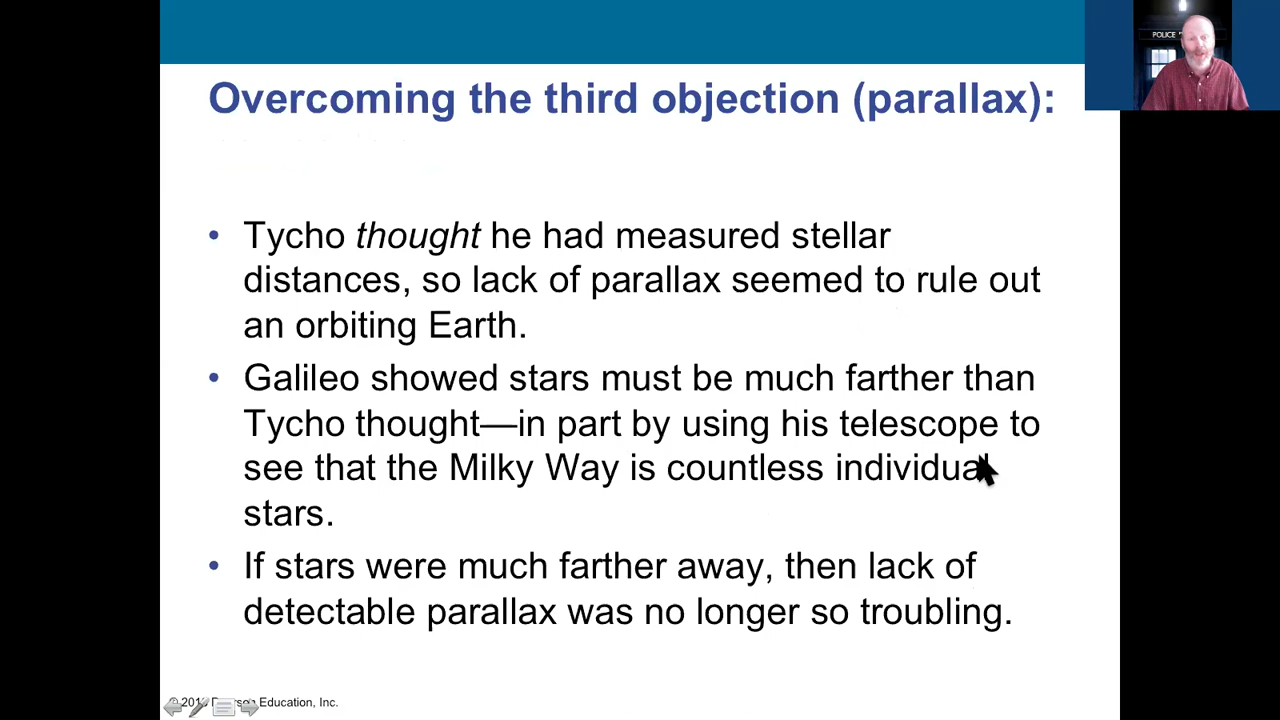 POLICE
Overcoming the third objection (parallax):
• Tycho thought he had measured stellar
distances, so lack of parallax seemed to rule out
an orbiting Earth.
• Galileo showed stars must be much farther than
Tycho thought—in part by using his telescope to
see that the Milky Way is countless individual
stars.
• If stars were much farther away, then lack of
detectable parallax was no longer so troubling.
Education, Inc.